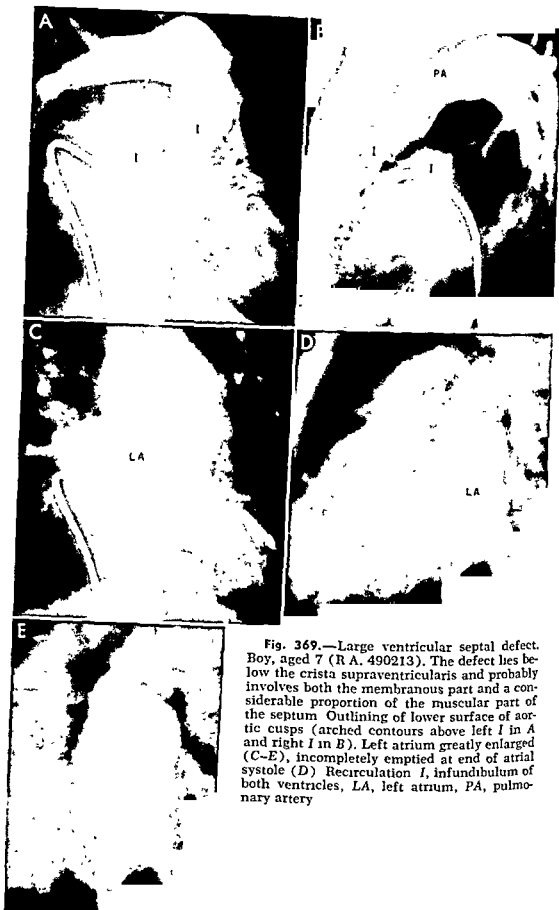 A
I
I
B
PA
I
I
C
LA
D
LA
E
Fig. 369.—Large ventricular septal defect.
Boy, aged 7 (R A. 490213). The defect lies be-
low the crista supraventricularis and probably
involves both the membranous part and a con-
siderable proportion of the muscular part of
the septum Outlining of lower surface of aor-
tic cusps (arched contours above left I in A
and right I in B). Left atrium greatly enlarged
(C–E), incompletely emptied at end of atrial
systole (D) Recirculation I, infundibulum of
both ventricles, LA, left atrium, PA, pulmo-
nary artery